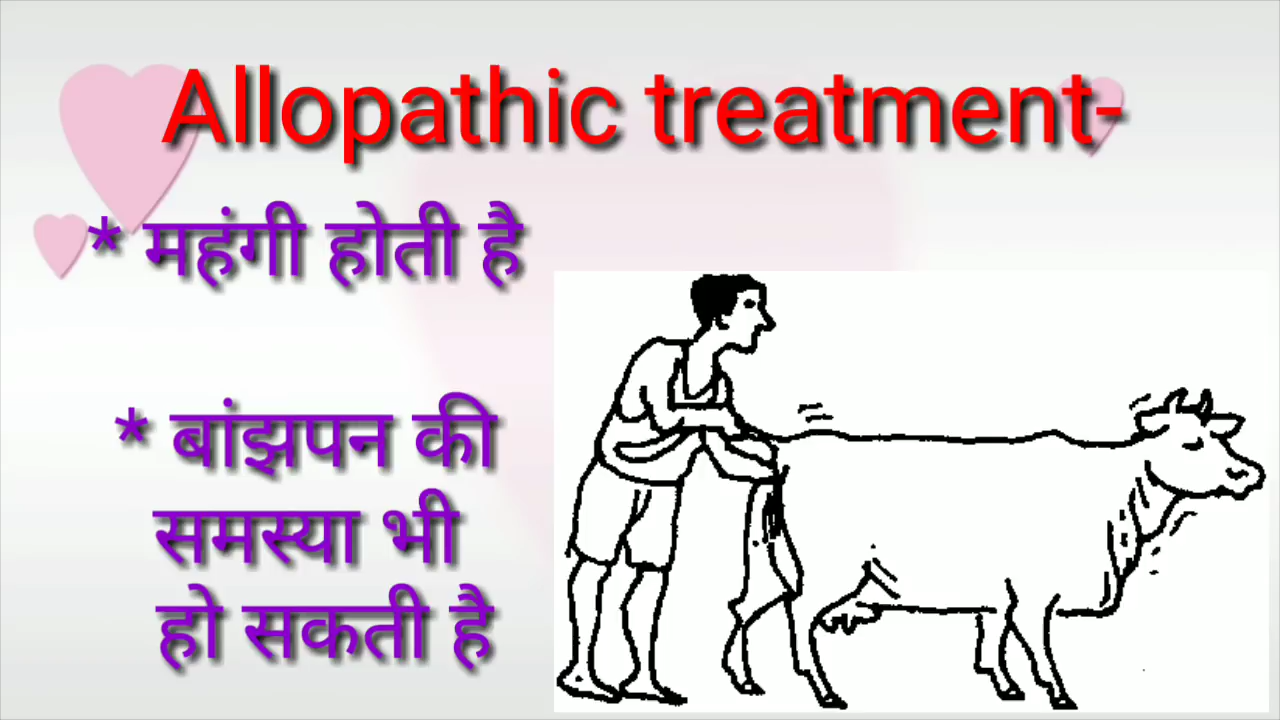 Allopathic treatment-
* महंगी होती है
* बांझपन की
समस्या भी
हो सकती है